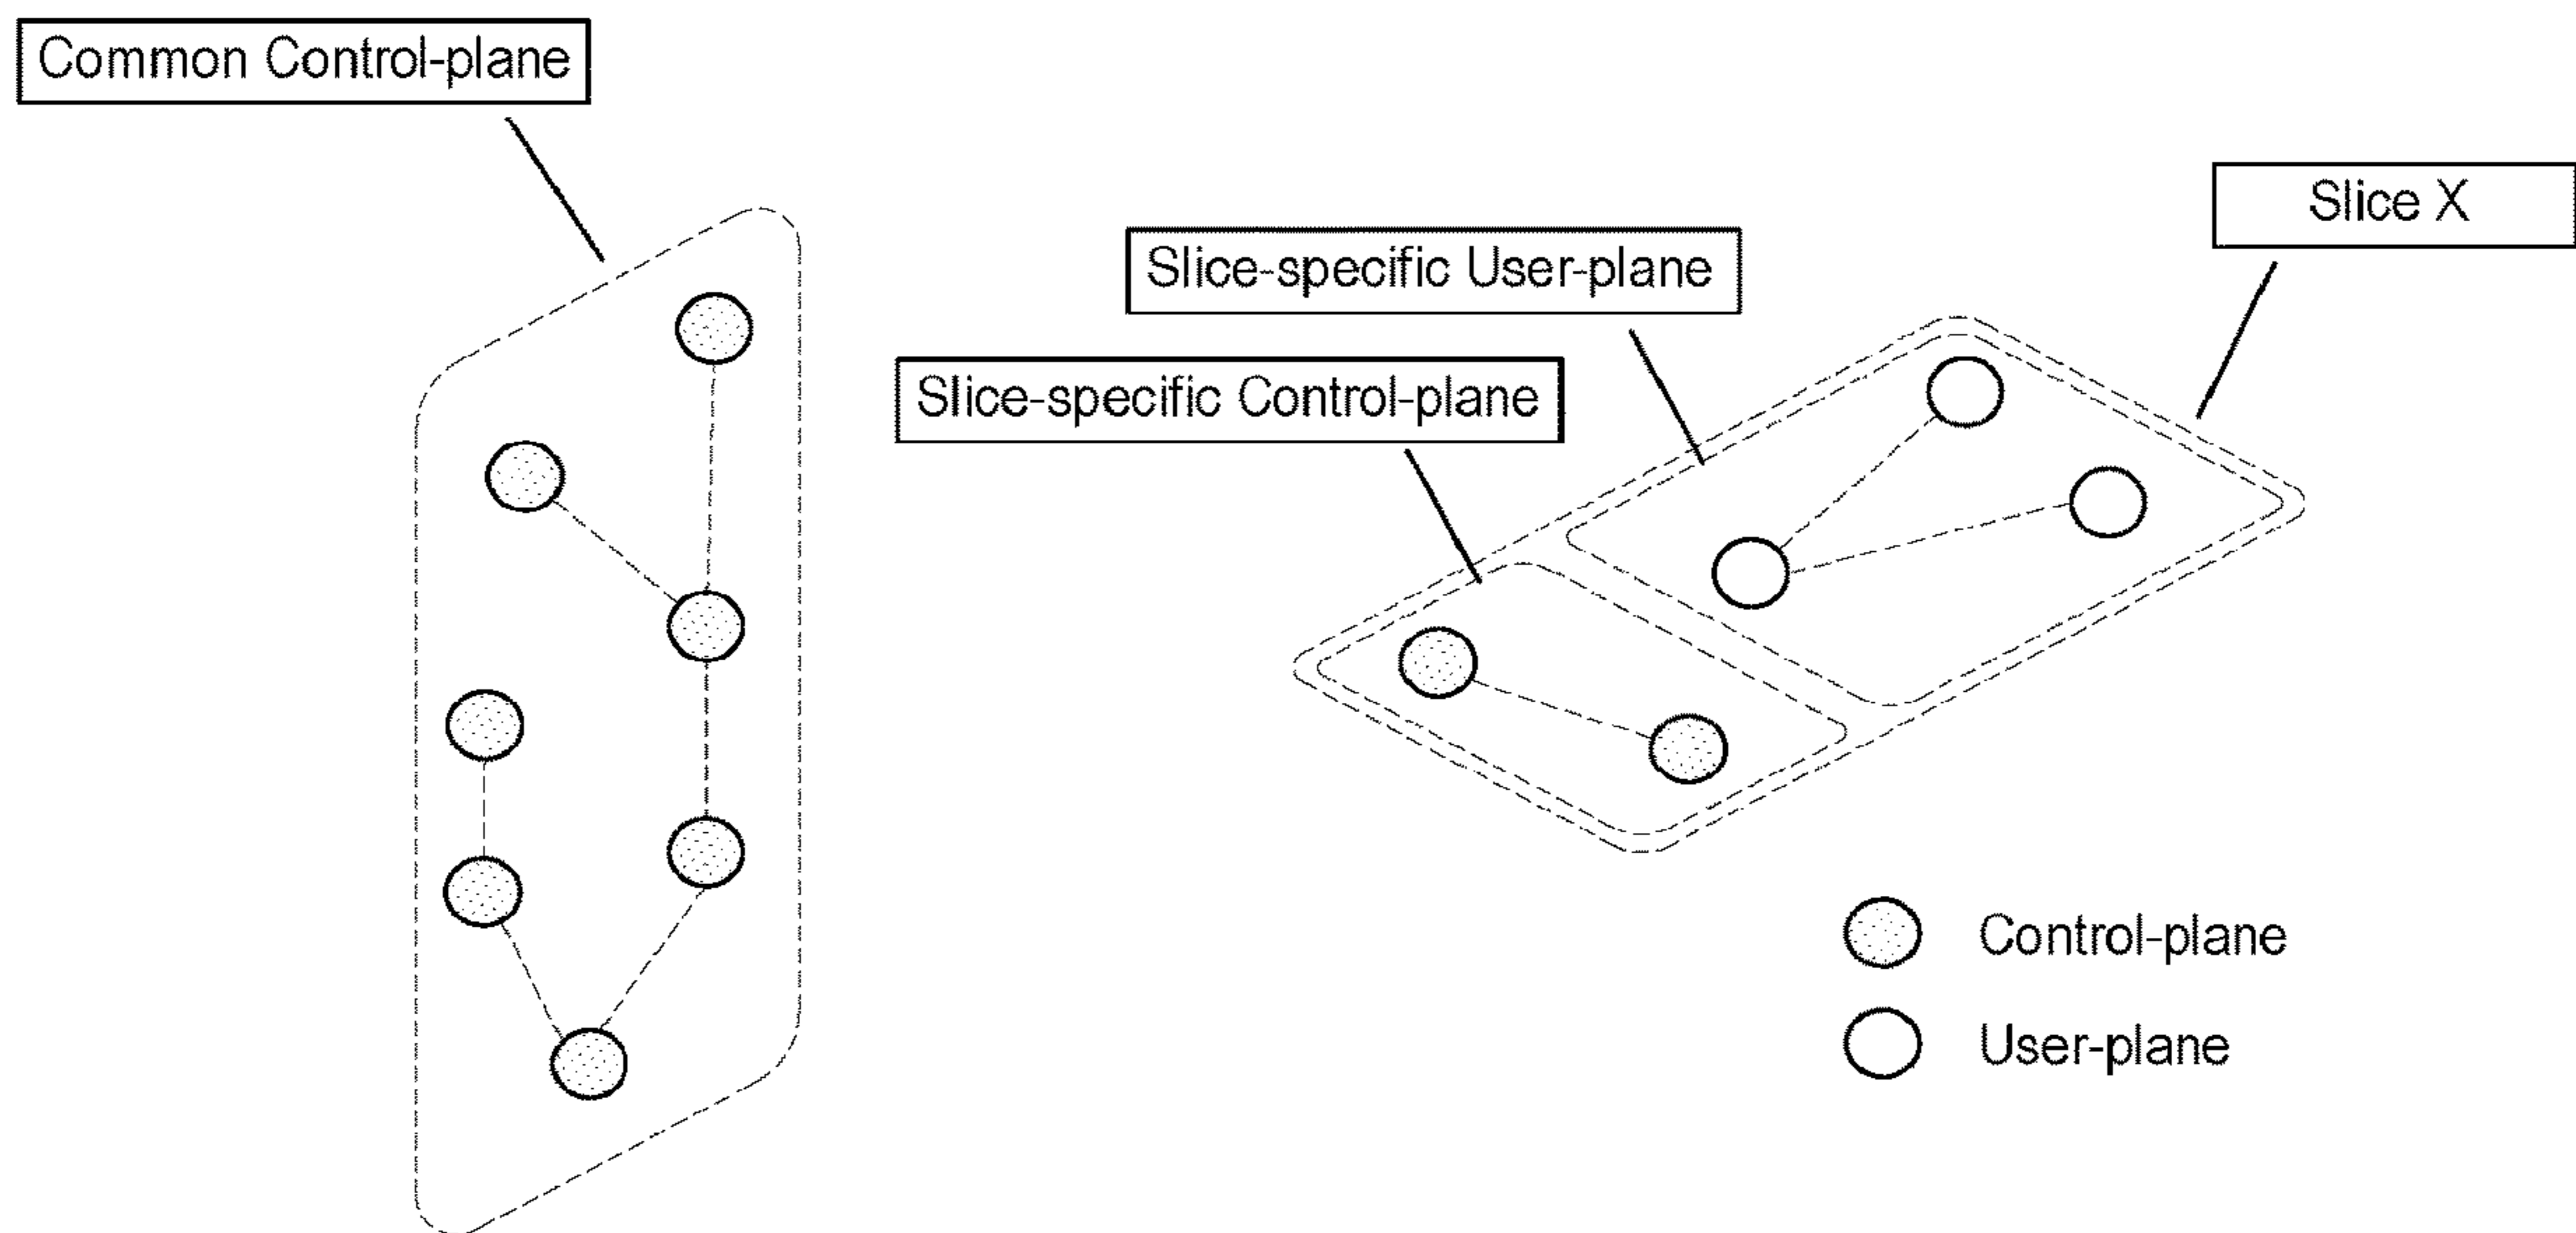 Common Control-plane
Slice X
Slice-specific User-plane
Slice-specific Control-plane
Control-plane
User-plane